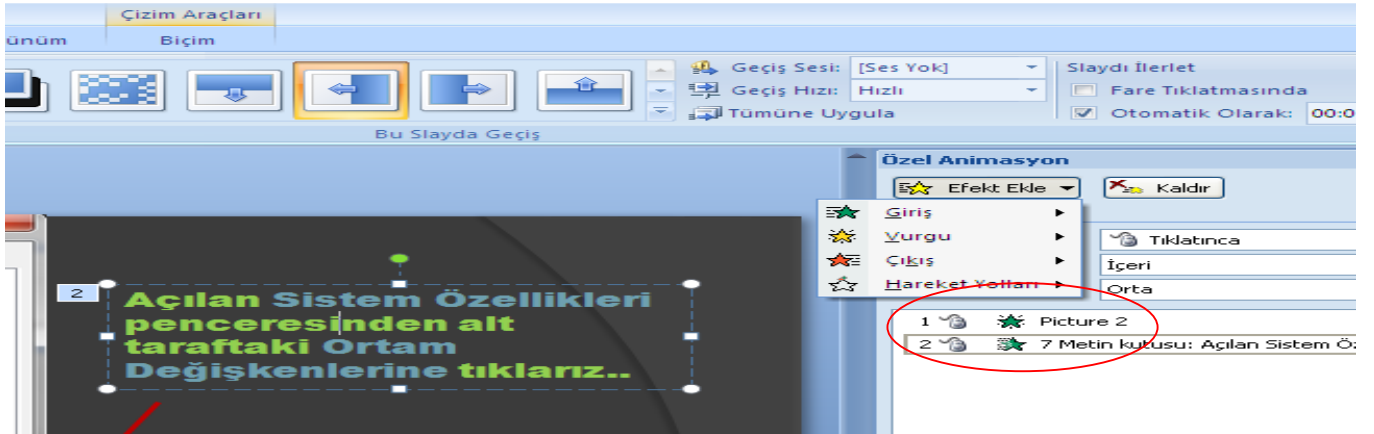 Çizim Araçları
ünüm Biçim
Geçiş Sesi: [Ses Yok] Slaydı İlerlet
Geçiş Hızı: Hızlı Fare Tıklatmasında
Tümüne Uygula Otomatik Olarak: 00:0
Bu Slayda Geçiş
Özel Animasyon
Efekt Ekle Kaldır
Giriş
Vurgu Tıklatınca
Çıkış İçeri
Hareket Yolları Orta
2
Açılan Sistem Özellikleri
penceresinden alt
taraftaki Ortam
Değişkenlerine tıklarız..
1 Picture 2
2 7 Metin kutusu: Açılan Sistem Öz